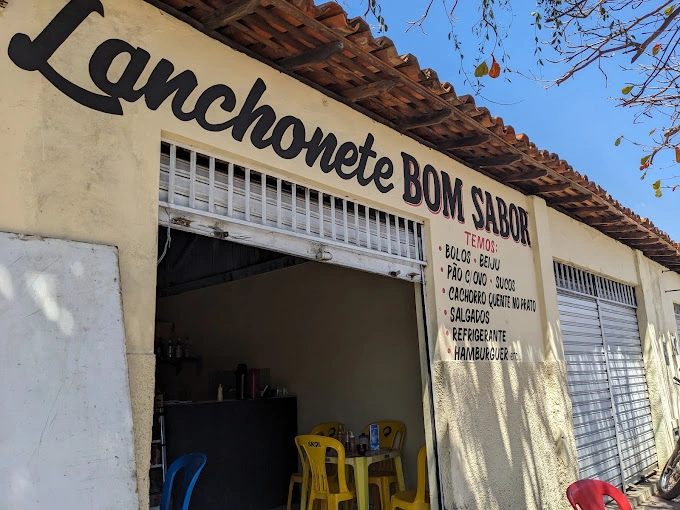 Lanchonete BOM SABOR
TEMOS:
• BOLOS • BEIJU
• PÃO C/OVO • SUCOS
• CACHORRO QUENTE NO PRATO
• SALGADOS
• REFRIGERANTE
• HAMBURGUER etc.